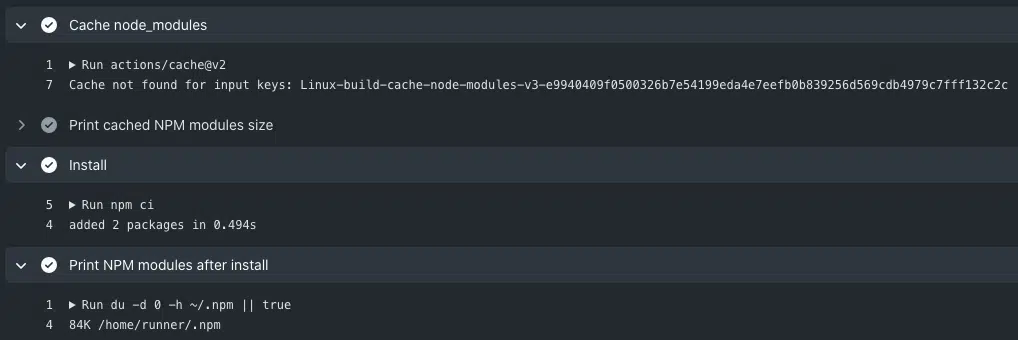 Cache node_modules
1 ▶ Run actions/cache@v2
7 Cache not found for input keys: Linux-build-cache-node-modules-v3-e9940409f0500326b7e54199eda4e7eefb0b839256d569cdb4979c7fff132c2c
Print cached NPM modules size
Install
5 ▶ Run npm ci
4 added 2 packages in 0.494s
Print NPM modules after install
1 ▶ Run du -d 0 -h ~/.npm || true
4 84K /home/runner/.npm